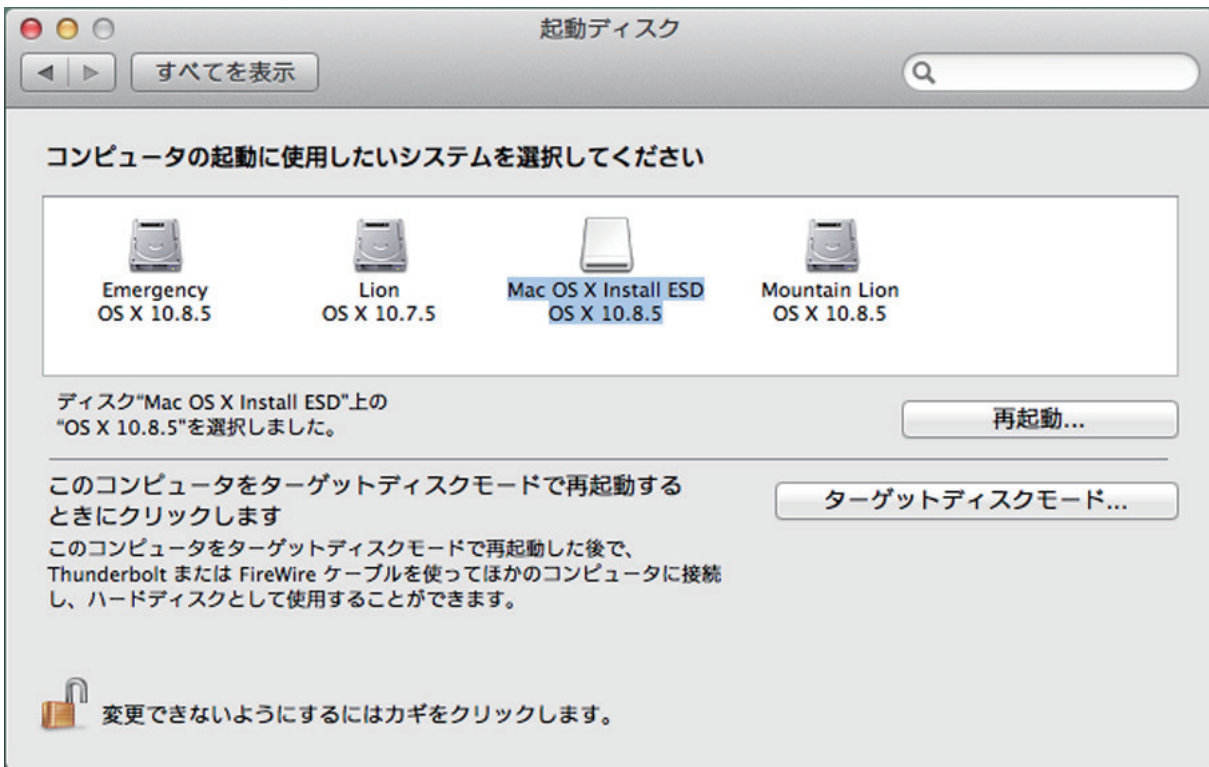 起動ディスク
すべてを表示
コンピュータの起動に使用したいシステムを選択してください
Emergency
OS X 10.8.5
Lion
OS X 10.7.5
Mac OS X Install ESD
OS X 10.8.5
Mountain Lion
OS X 10.8.5
ディスク“Mac OS X Install ESD”上の
“OS X 10.8.5”を選択しました。
再起動...
このコンピュータをターゲットディスクモードで再起動する
ときにクリックします
ターゲットディスクモード...
このコンピュータをターゲットディスクモードで再起動した後で、
Thunderbolt または FireWire ケーブルを使ってほかのコンピュータに接続
し、ハードディスクとして使用することができます。
変更できないようにするにはカギをクリックします。